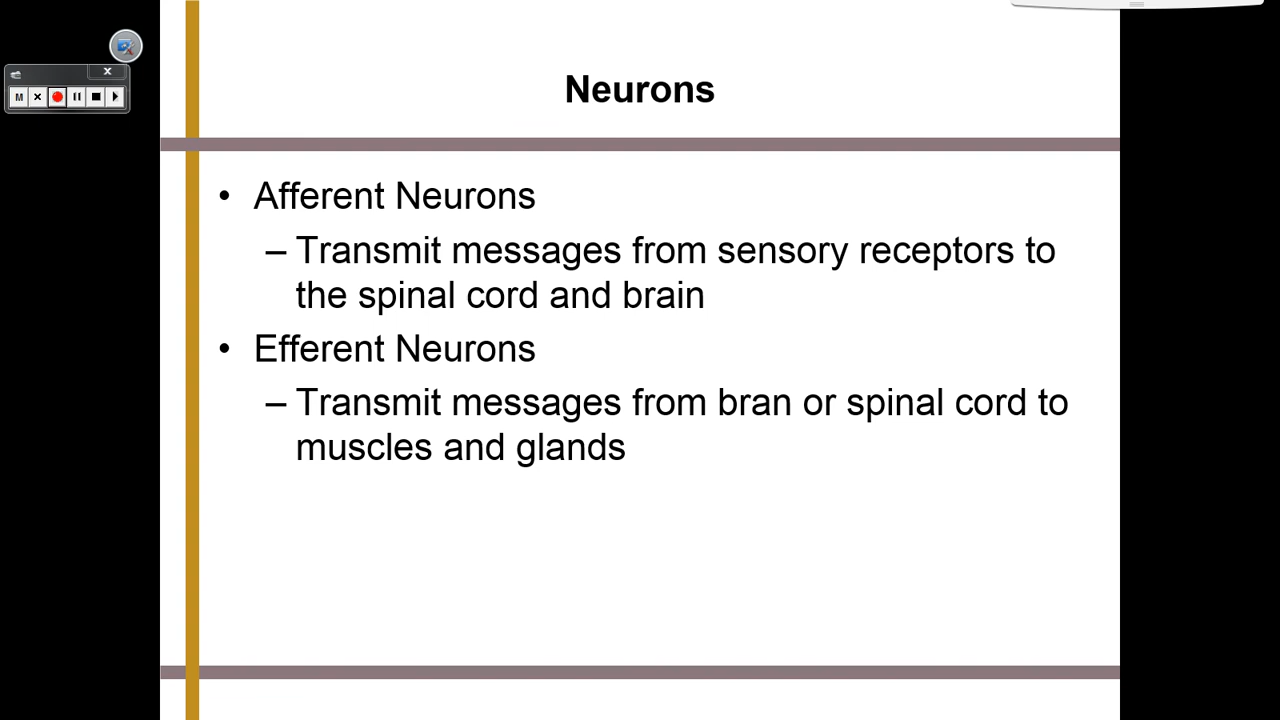 M
Neurons
• Afferent Neurons
– Transmit messages from sensory receptors to
the spinal cord and brain
• Efferent Neurons
– Transmit messages from bran or spinal cord to
muscles and glands